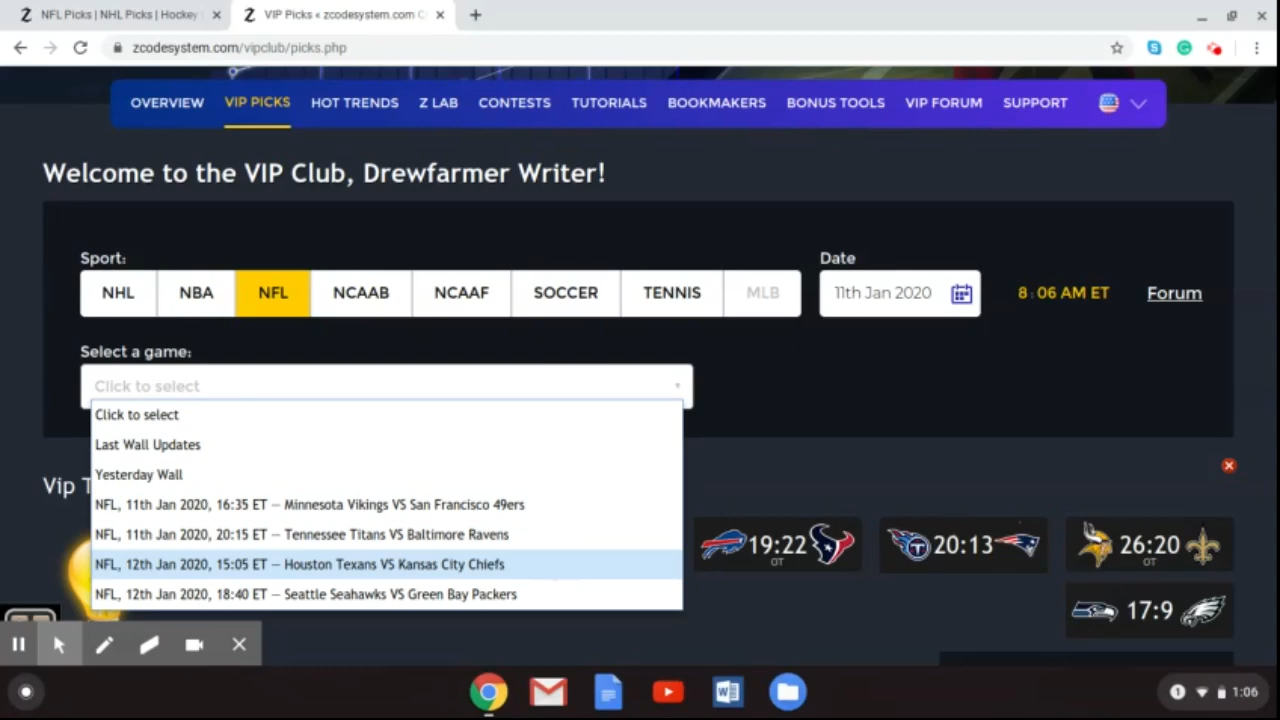 NFL Picks | NHL Picks | Hockey
VIP Picks « zcodesystem.com C
zcodesystem.com/vipclub/picks.php
OVERVIEW VIP PICKS HOT TRENDS Z LAB CONTESTS TUTORIALS BOOKMAKERS BONUS TOOLS VIP FORUM SUPPORT
Welcome to the VIP Club, Drewfarmer Writer!
Sport:
Date
NHL NBA NFL NCAAB NCAAF SOCCER TENNIS MLB
11th Jan 2020
8:06 AM ET
Forum
Select a game:
Click to select
Click to select
Last Wall Updates
Yesterday Wall
NFL, 11th Jan 2020, 16:35 ET — Minnesota Vikings VS San Francisco 49ers
NFL, 11th Jan 2020, 20:15 ET — Tennessee Titans VS Baltimore Ravens
NFL, 12th Jan 2020, 15:05 ET — Houston Texans VS Kansas City Chiefs
NFL, 12th Jan 2020, 18:40 ET — Seattle Seahawks VS Green Bay Packers
Vip T
19:22
OT
20:13
26:20
OT
17:9
1:06